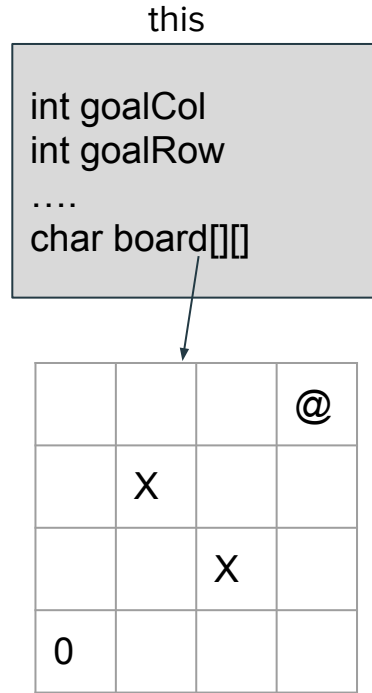 this
int goalCol
int goalRow
....
char board[][]
@
X
X
0